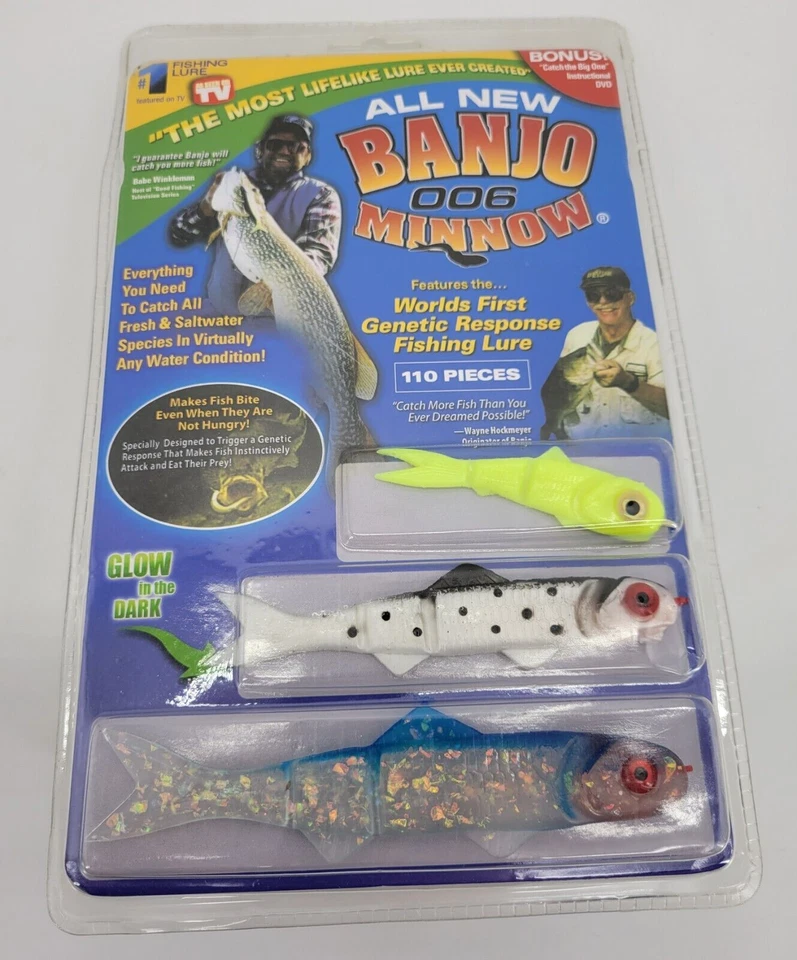 #1 FISHING
LURE
featured on TV
AS SEEN ON
TV
"THE MOST LIFELIKE LURE EVER CREATED"
BONUS!
"Catch the Big One"
Instructional
DVD
"I guarantee Banjo will
catch you more fish!"
Babe Winkleman
Host of "Good Fishing"
Television Series
ALL NEW
BANJO
006
MINNOW®
Features the...
Worlds First
Genetic Response
Fishing Lure
110 PIECES
"Catch More Fish Than You
Ever Dreamed Possible!"
—Wayne Hockmeyer
Originator of Banjo
Everything
You Need
To Catch All
Fresh & Saltwater
Species In Virtually
Any Water Condition!
Makes Fish Bite
Even When They Are
Not Hungry!
Specially Designed to Trigger a Genetic
Response That Makes Fish Instinctively
Attack and Eat Their Prey!
GLOW
in the
DARK